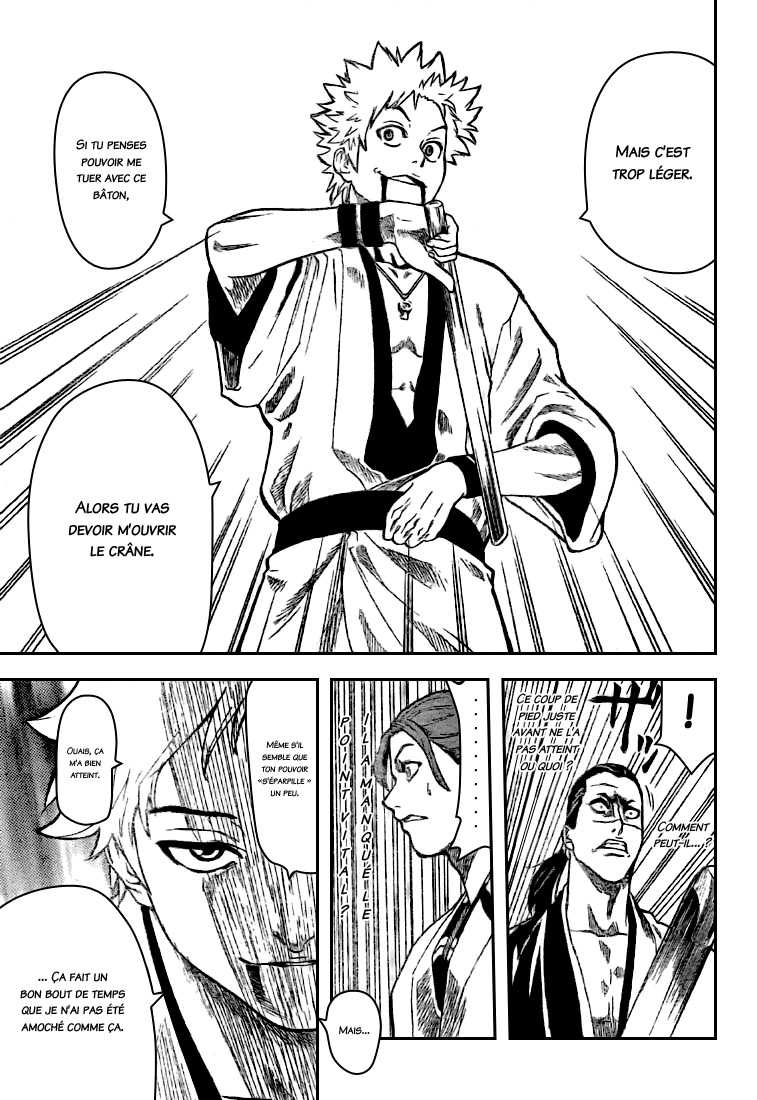 MAIS C'EST
TROP LÉGER.
SI TU PENSES
POUVOIR ME
TUER AVEC CE
BÂTON,
ALORS TU VAS
DEVOIR M'OUVRIR
LE CRÂNE.
!
ザッ
CE COUP DE
PIED JUSTE
AVANT NE L'A
PAS ATTEINT
OU QUOI ?
COMMENT
PEUT-IL... ?
IL A MANQUÉ LE
POINT VITAL ?
MAIS...
MÊME S'IL
SEMBLE QUE
TON POUVOIR
«S'ÉPARPILLE »
UN PEU.
OUAIS, ÇA
M'A BIEN
ATTEINT.
... ÇA FAIT UN
BON BOUT DE TEMPS
QUE JE N'AI PAS ÉTÉ
AMOCHÉ COMME ÇA.